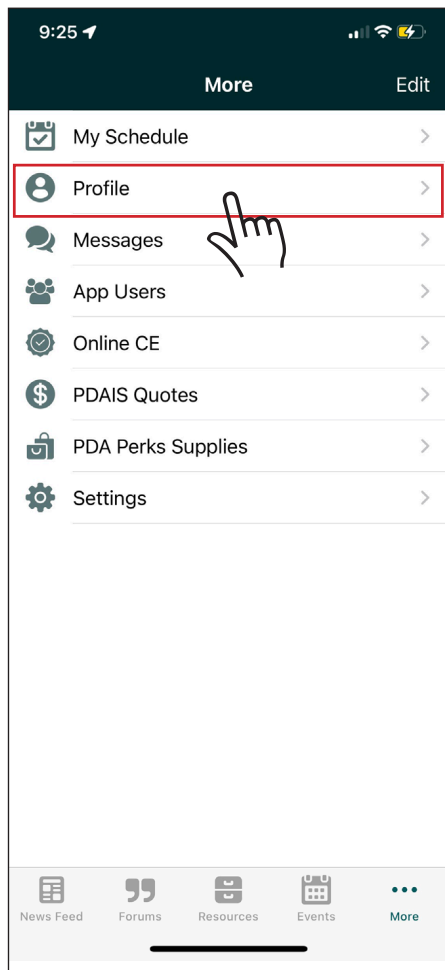 9:25
More Edit
My Schedule
Profile
Messages
App Users
Online CE
PDAIS Quotes
PDA Perks Supplies
Settings
News Feed Forums Resources Events More